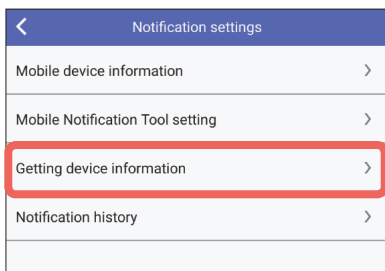 Notification settings
Mobile device information
Mobile Notification Tool setting
Getting device information
Notification history